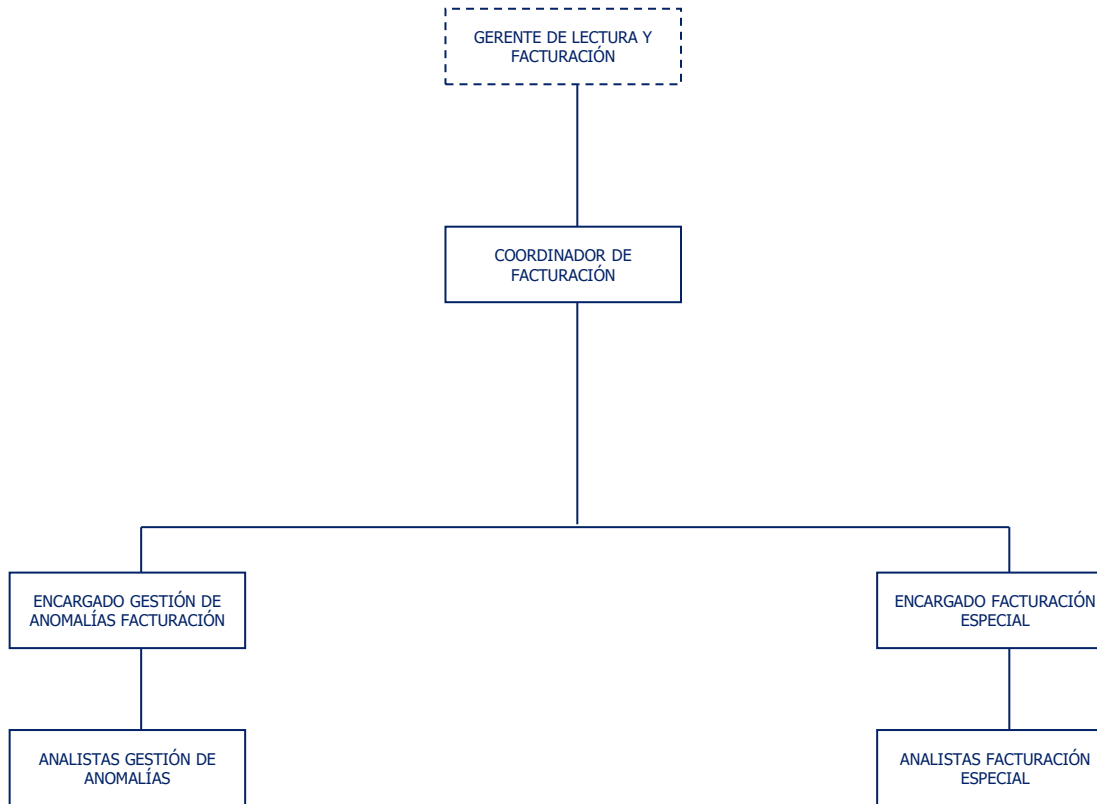 GERENTE DE LECTURA Y
FACTURACIÓN
COORDINADOR DE
FACTURACIÓN
ENCARGADO GESTIÓN DE
ANOMALÍAS FACTURACIÓN
ENCARGADO FACTURACIÓN
ESPECIAL
ANALISTAS GESTIÓN DE
ANOMALÍAS
ANALISTAS FACTURACIÓN
ESPECIAL